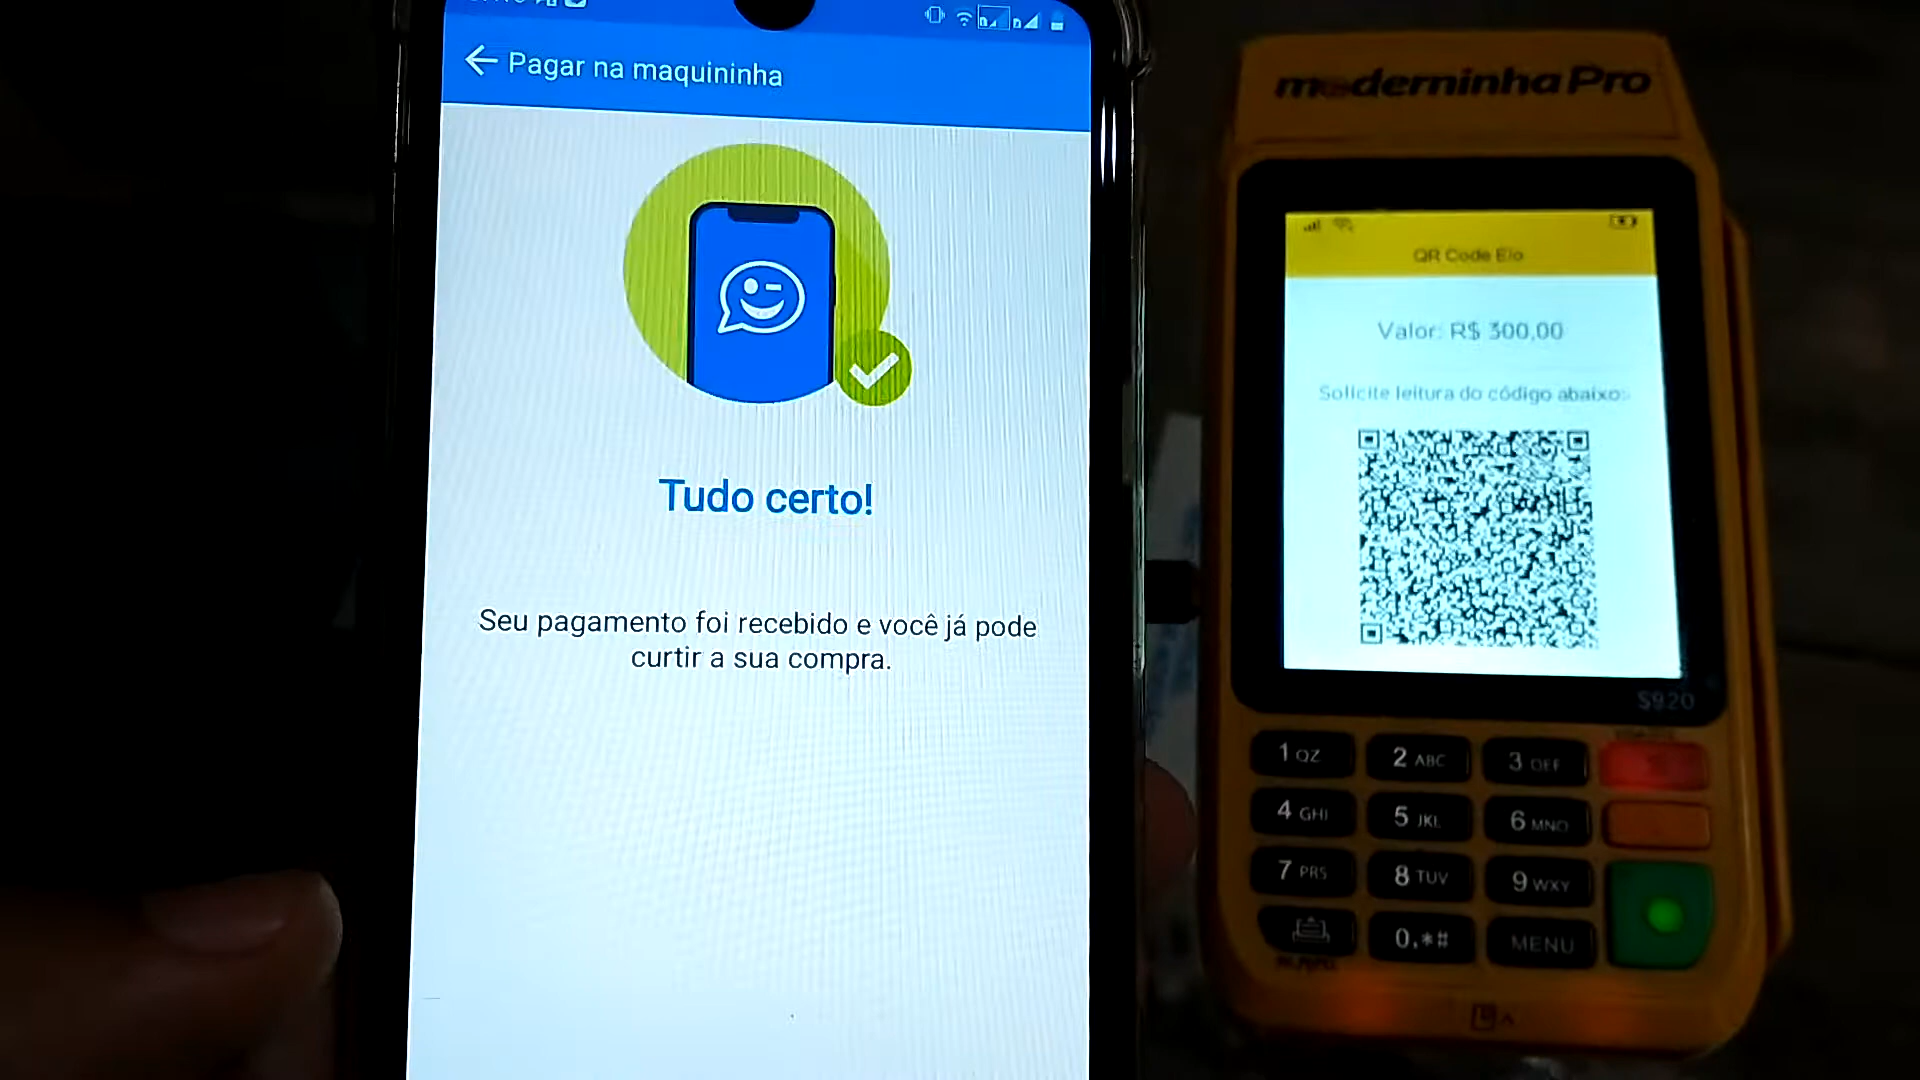 Pagar na maquininha
Tudo certo!
Seu pagamento foi recebido e você já pode
curtir a sua compra.
moderninha Pro
QR Code Elo
Valor: R$ 300,00
Solicite leitura do código abaixo:
S920
1 QZ 2 ABC 3 DEF
4 GHI 5 JKL 6 MNO
7 PRS 8 TUV 9 WXY
0,*# MENU